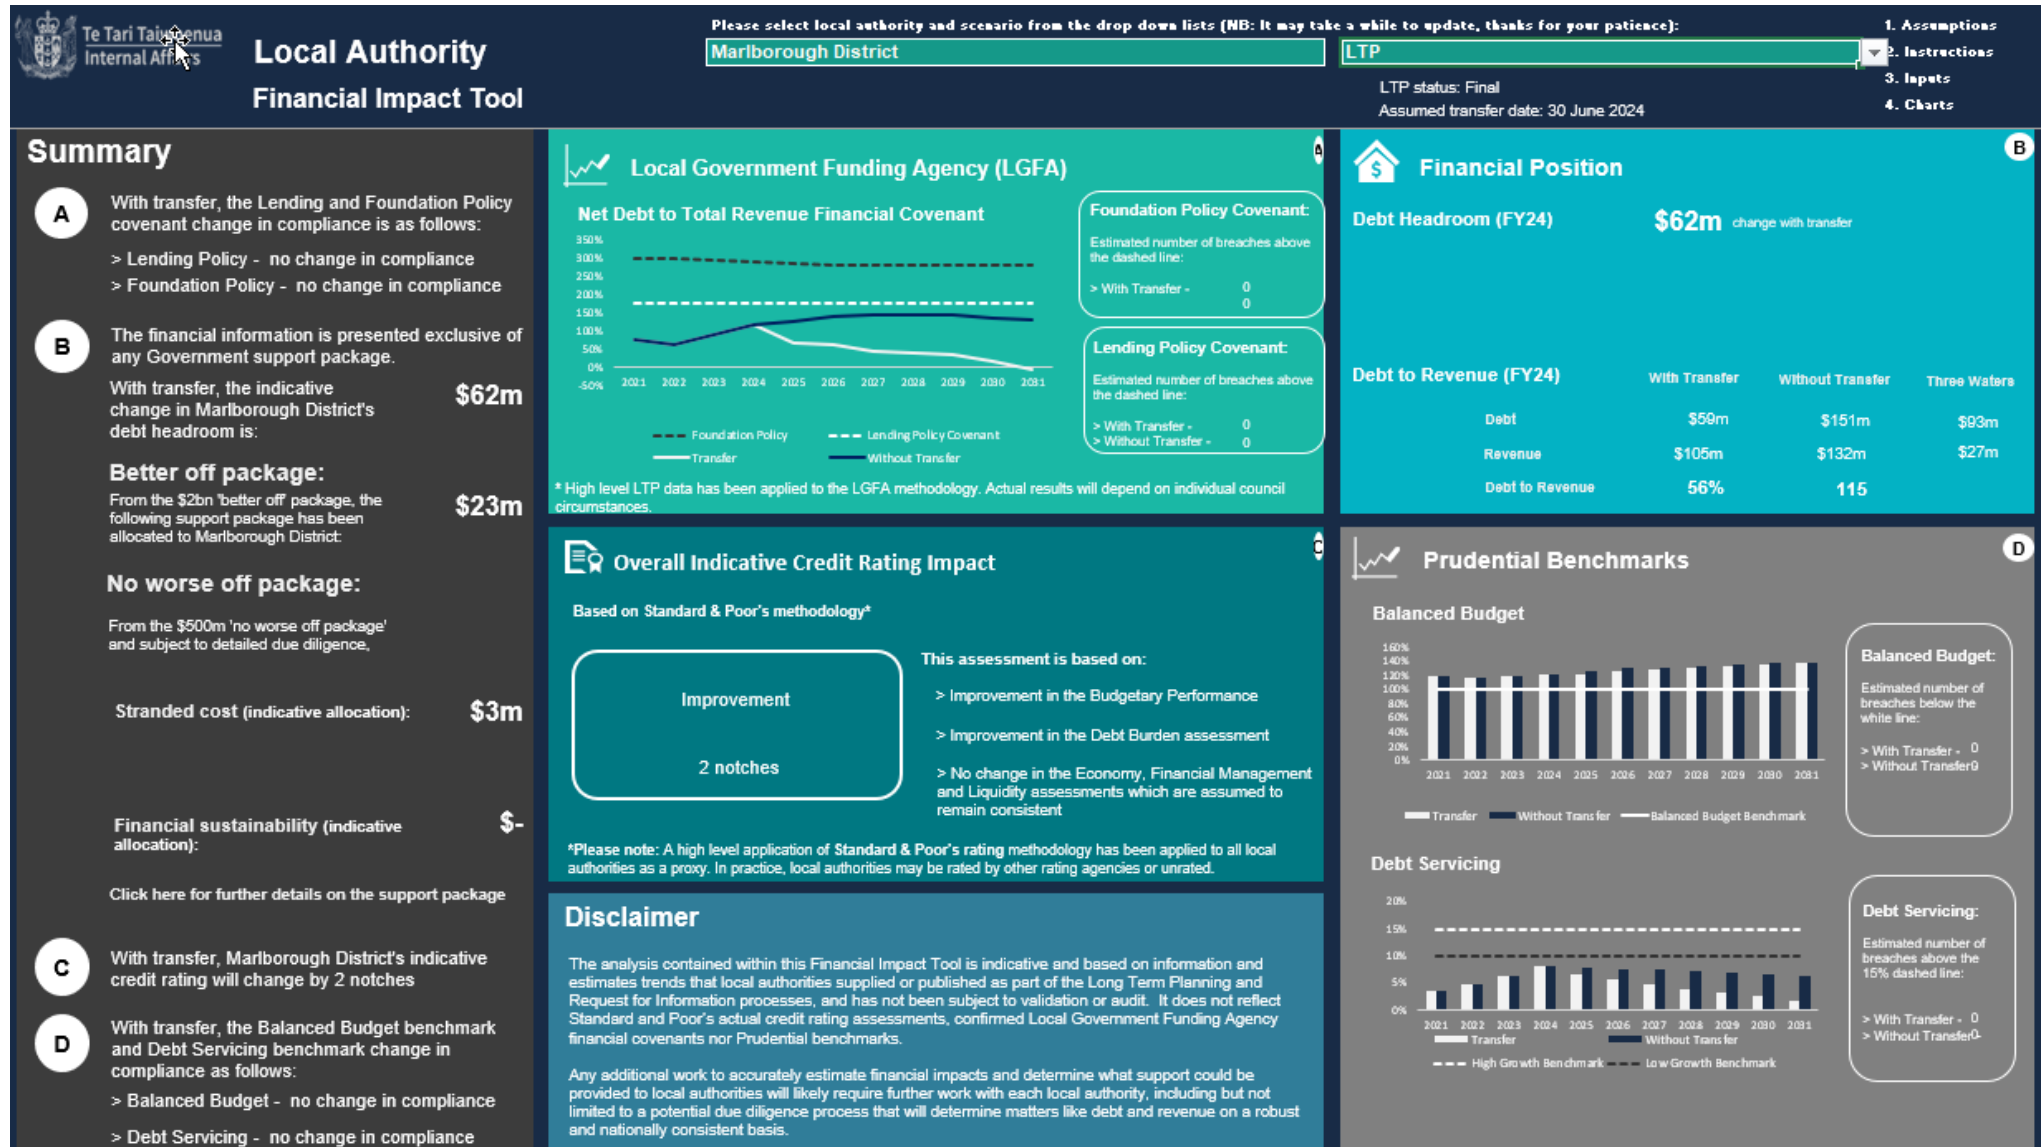 Te Tari Taiwhenua
Internal Affairs
Local Authority
Financial Impact Tool
Please select local authority and scenario from the drop down lists (NB: It may take a while to update, thanks for your patience):
Marlborough District
LTP
LTP status: Final
Assumed transfer date: 30 June 2024
1. Assumptions
2. Instructions
3. Inputs
4. Charts
Summary
A
With transfer, the Lending and Foundation Policy
covenant change in compliance is as follows:
> Lending Policy - no change in compliance
> Foundation Policy - no change in compliance
B
The financial information is presented exclusive of
any Government support package.
With transfer, the indicative
change in Marlborough District's
debt headroom is:
$62m
Better off package:
From the $2bn 'better off' package, the
following support package has been
allocated to Marlborough District:
$23m
No worse off package:
From the $500m 'no worse off package'
and subject to detailed due diligence,
Stranded cost (indicative allocation): $3m
Financial sustainability (indicative
allocation):
$-
Click here for further details on the support package
C
With transfer, Marlborough District's indicative
credit rating will change by 2 notches
D
With transfer, the Balanced Budget benchmark
and Debt Servicing benchmark change in
compliance as follows:
> Balanced Budget - no change in compliance
> Debt Servicing - no change in compliance
Local Government Funding Agency (LGFA)
A
Net Debt to Total Revenue Financial Covenant
350%
300%
250%
200%
150%
100%
50%
0%
-50%
2021 2022 2023 2024 2025 2026 2027 2028 2029 2030 2031
Foundation Policy Lending Policy Covenant
Transfer Without Transfer
Foundation Policy Covenant:
Estimated number of breaches above
the dashed line:
> With Transfer - 0
0
Lending Policy Covenant:
Estimated number of breaches above
the dashed line:
> With Transfer - 0
> Without Transfer - 0
* High level LTP data has been applied to the LGFA methodology. Actual results will depend on individual council
circumstances.
Overall Indicative Credit Rating Impact
C
Based on Standard & Poor's methodology*
Improvement
2 notches
This assessment is based on:
> Improvement in the Budgetary Performance
> Improvement in the Debt Burden assessment
> No change in the Economy, Financial Management
and Liquidity assessments which are assumed to
remain consistent
*Please note: A high level application of Standard & Poor's rating methodology has been applied to all local
authorities as a proxy. In practice, local authorities may be rated by other rating agencies or unrated.
Disclaimer
The analysis contained within this Financial Impact Tool is indicative and based on information and
estimates trends that local authorities supplied or published as part of the Long Term Planning and
Request for Information processes, and has not been subject to validation or audit. It does not reflect
Standard and Poor's actual credit rating assessments, confirmed Local Government Funding Agency
financial covenants nor Prudential benchmarks.
Any additional work to accurately estimate financial impacts and determine what support could be
provided to local authorities will likely require further work with each local authority, including but not
limited to a potential due diligence process that will determine matters like debt and revenue on a robust
and nationally consistent basis.
Financial Position
B
Debt Headroom (FY24) $62m change with transfer
Debt to Revenue (FY24) With Transfer Without Transfer Three Waters
Debt $59m $151m $93m
Revenue $105m $132m $27m
Debt to Revenue 56% 115
Prudential Benchmarks
D
Balanced Budget
160%
140%
120%
100%
80%
60%
40%
20%
0%
2021 2022 2023 2024 2025 2026 2027 2028 2029 2030 2031
Transfer Without Transfer Balanced Budget Benchmark
Balanced Budget:
Estimated number of
breaches below the
white line:
> With Transfer - 0
> Without Transfer 0
Debt Servicing
20%
15%
10%
5%
0%
2021 2022 2023 2024 2025 2026 2027 2028 2029 2030 2031
Transfer Without Transfer
High Growth Benchmark Low Growth Benchmark
Debt Servicing:
Estimated number of
breaches above the
15% dashed line:
> With Transfer - 0
> Without Transfer 0